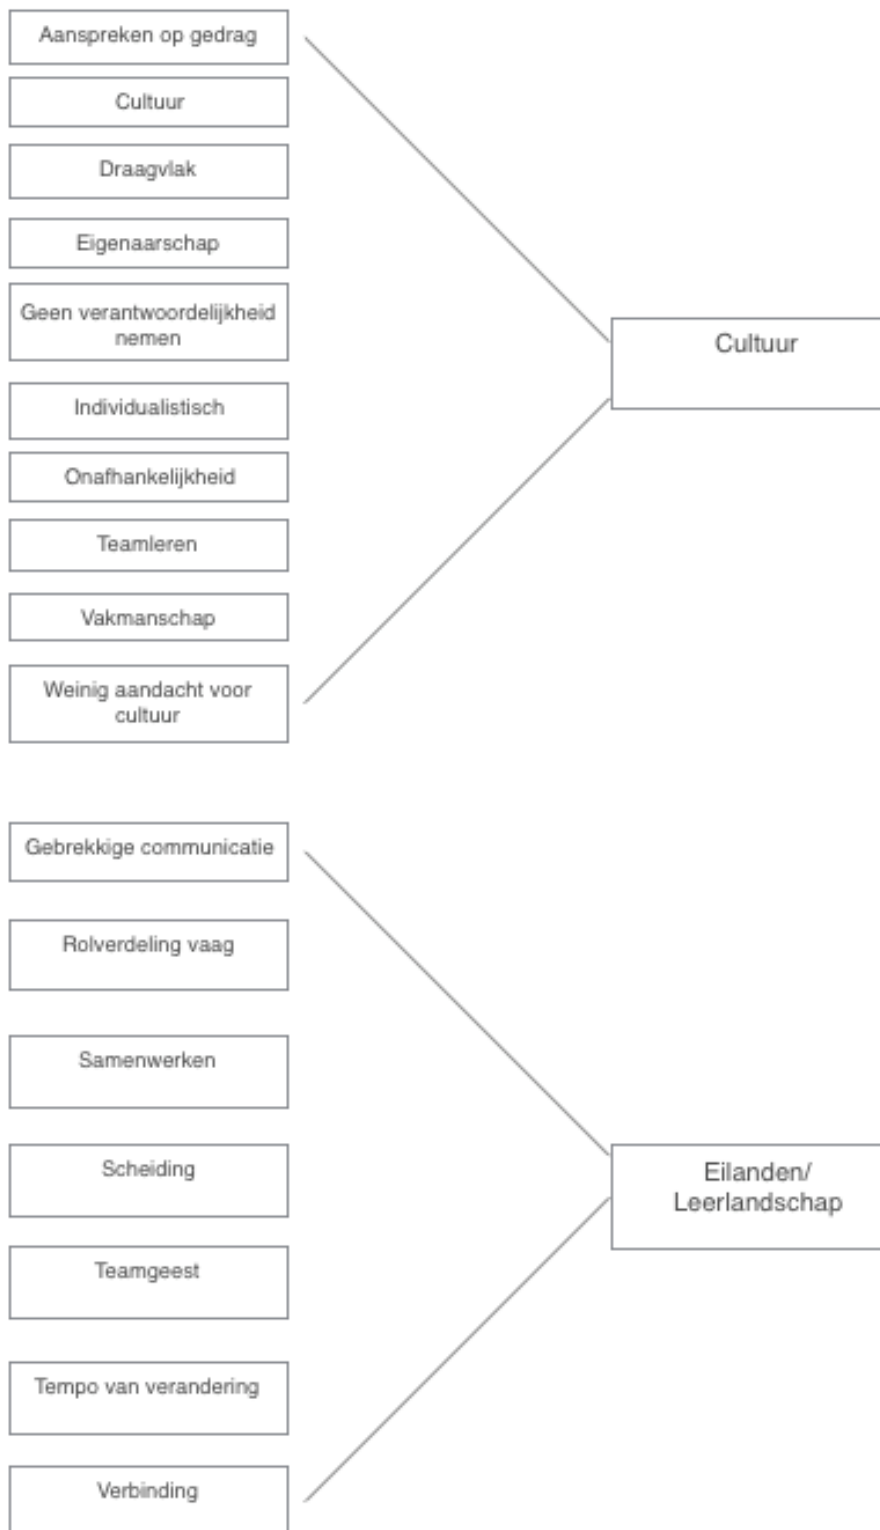 Aanspreken op gedrag
Cultuur
Draagvlak
Eigenaarschap
Geen verantwoordelijkheid
nemen
Individualistisch
Onafhankelijkheid
Teamleren
Vakmanschap
Weinig aandacht voor
cultuur
Cultuur
Gebrekkige communicatie
Rolverdeling vaag
Samenwerken
Scheiding
Teamgeest
Tempo van verandering
Verbinding
Eilanden/
Leerlandschap